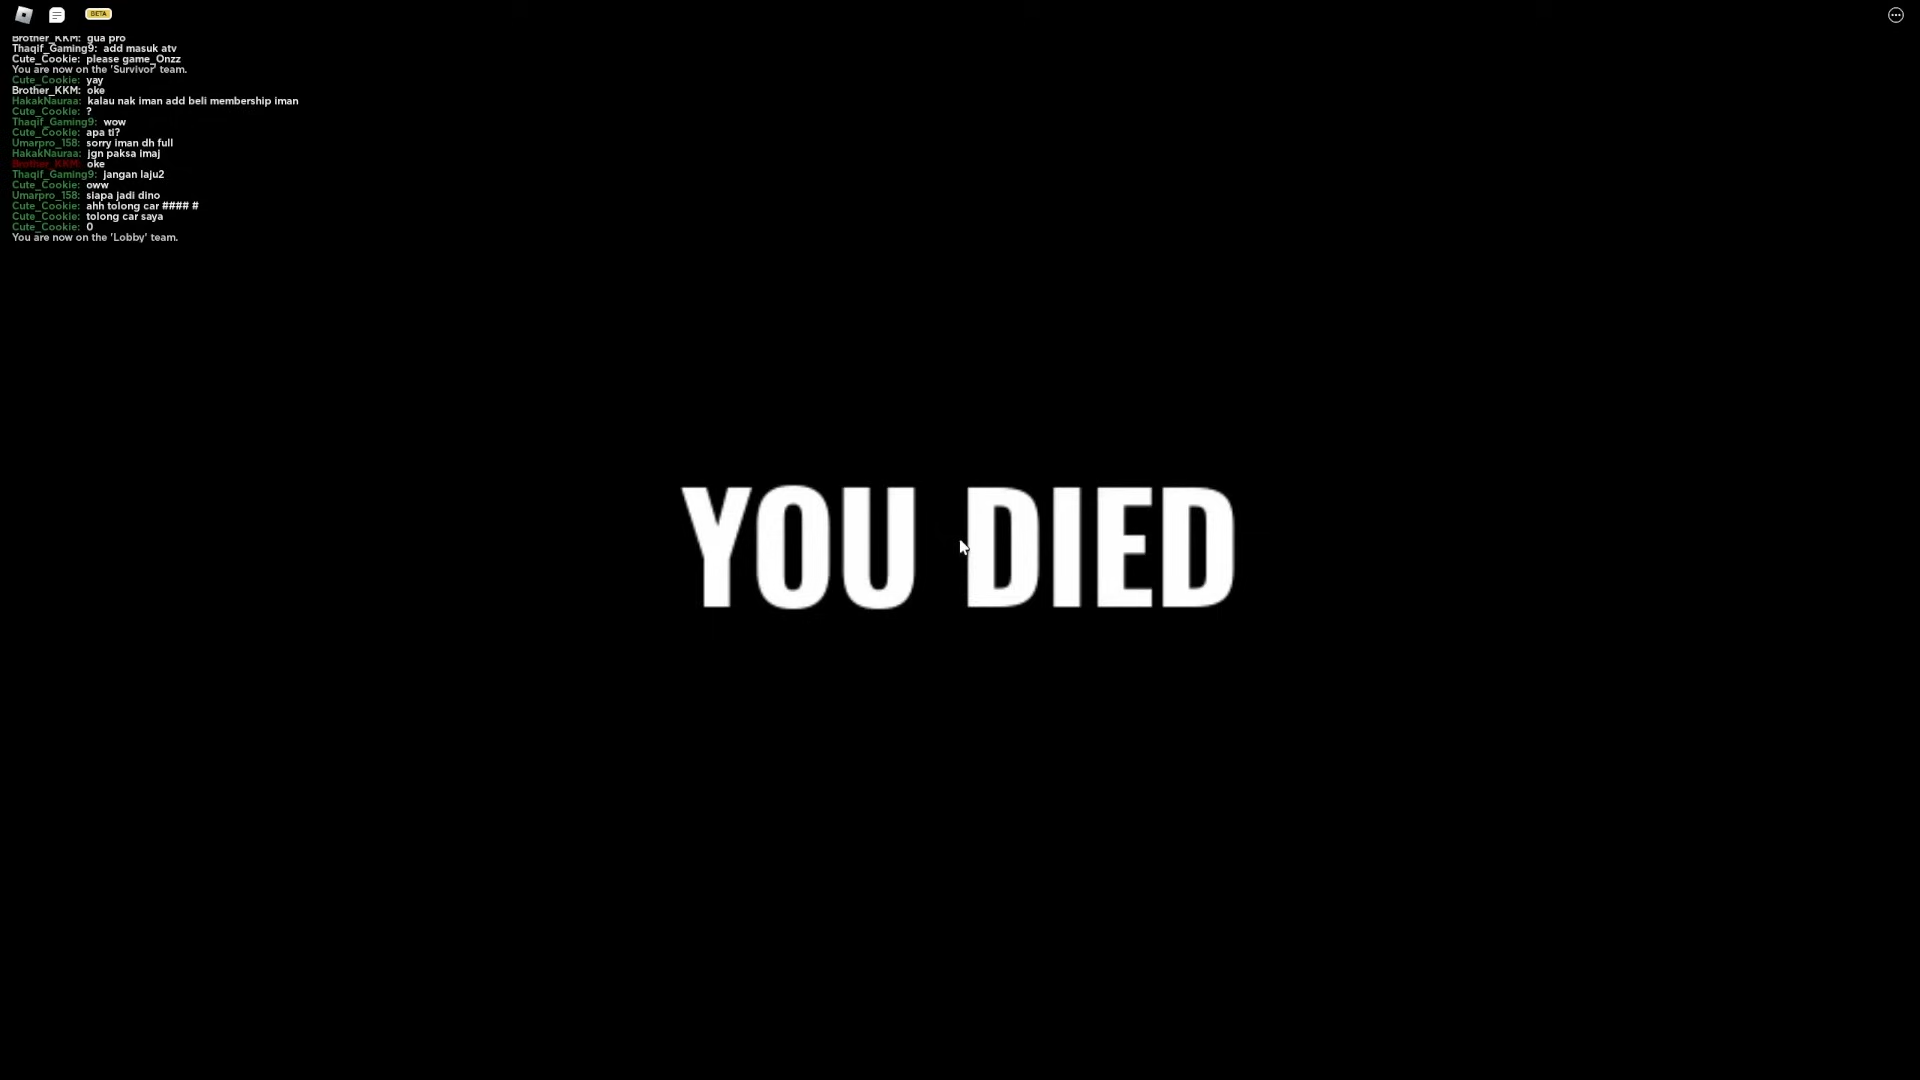 BETA
Brother_KKM: gua pro
Thaqif_Gaming9: add masuk atv
Cute_Cookie: please game_Onzz
You are now on the 'Survivor' team.
Cute_Cookie: yay
Brother_KKM: oke
HakakNauraa: kalau nak iman add beli membership iman
Cute_Cookie: ?
Thaqif_Gaming9: wow
Cute_Cookie: apa ti?
Umarpro_158: sorry iman dh full
HakakNauraa: jgn paksa imaj
Brother_KKM: oke
Thaqif_Gaming9: jangan laju2
Cute_Cookie: oww
Umarpro_158: siapa jadi dino
Cute_Cookie: ahh tolong car #### #
Cute_Cookie: tolong car saya
Cute_Cookie: 0
You are now on the 'Lobby' team.
YOU DIED